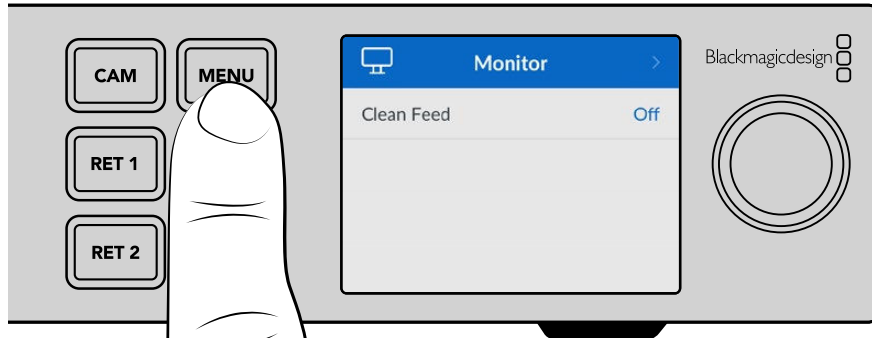 CAM
MENU
RET 1
RET 2
Monitor
Clean Feed Off
Blackmagicdesign